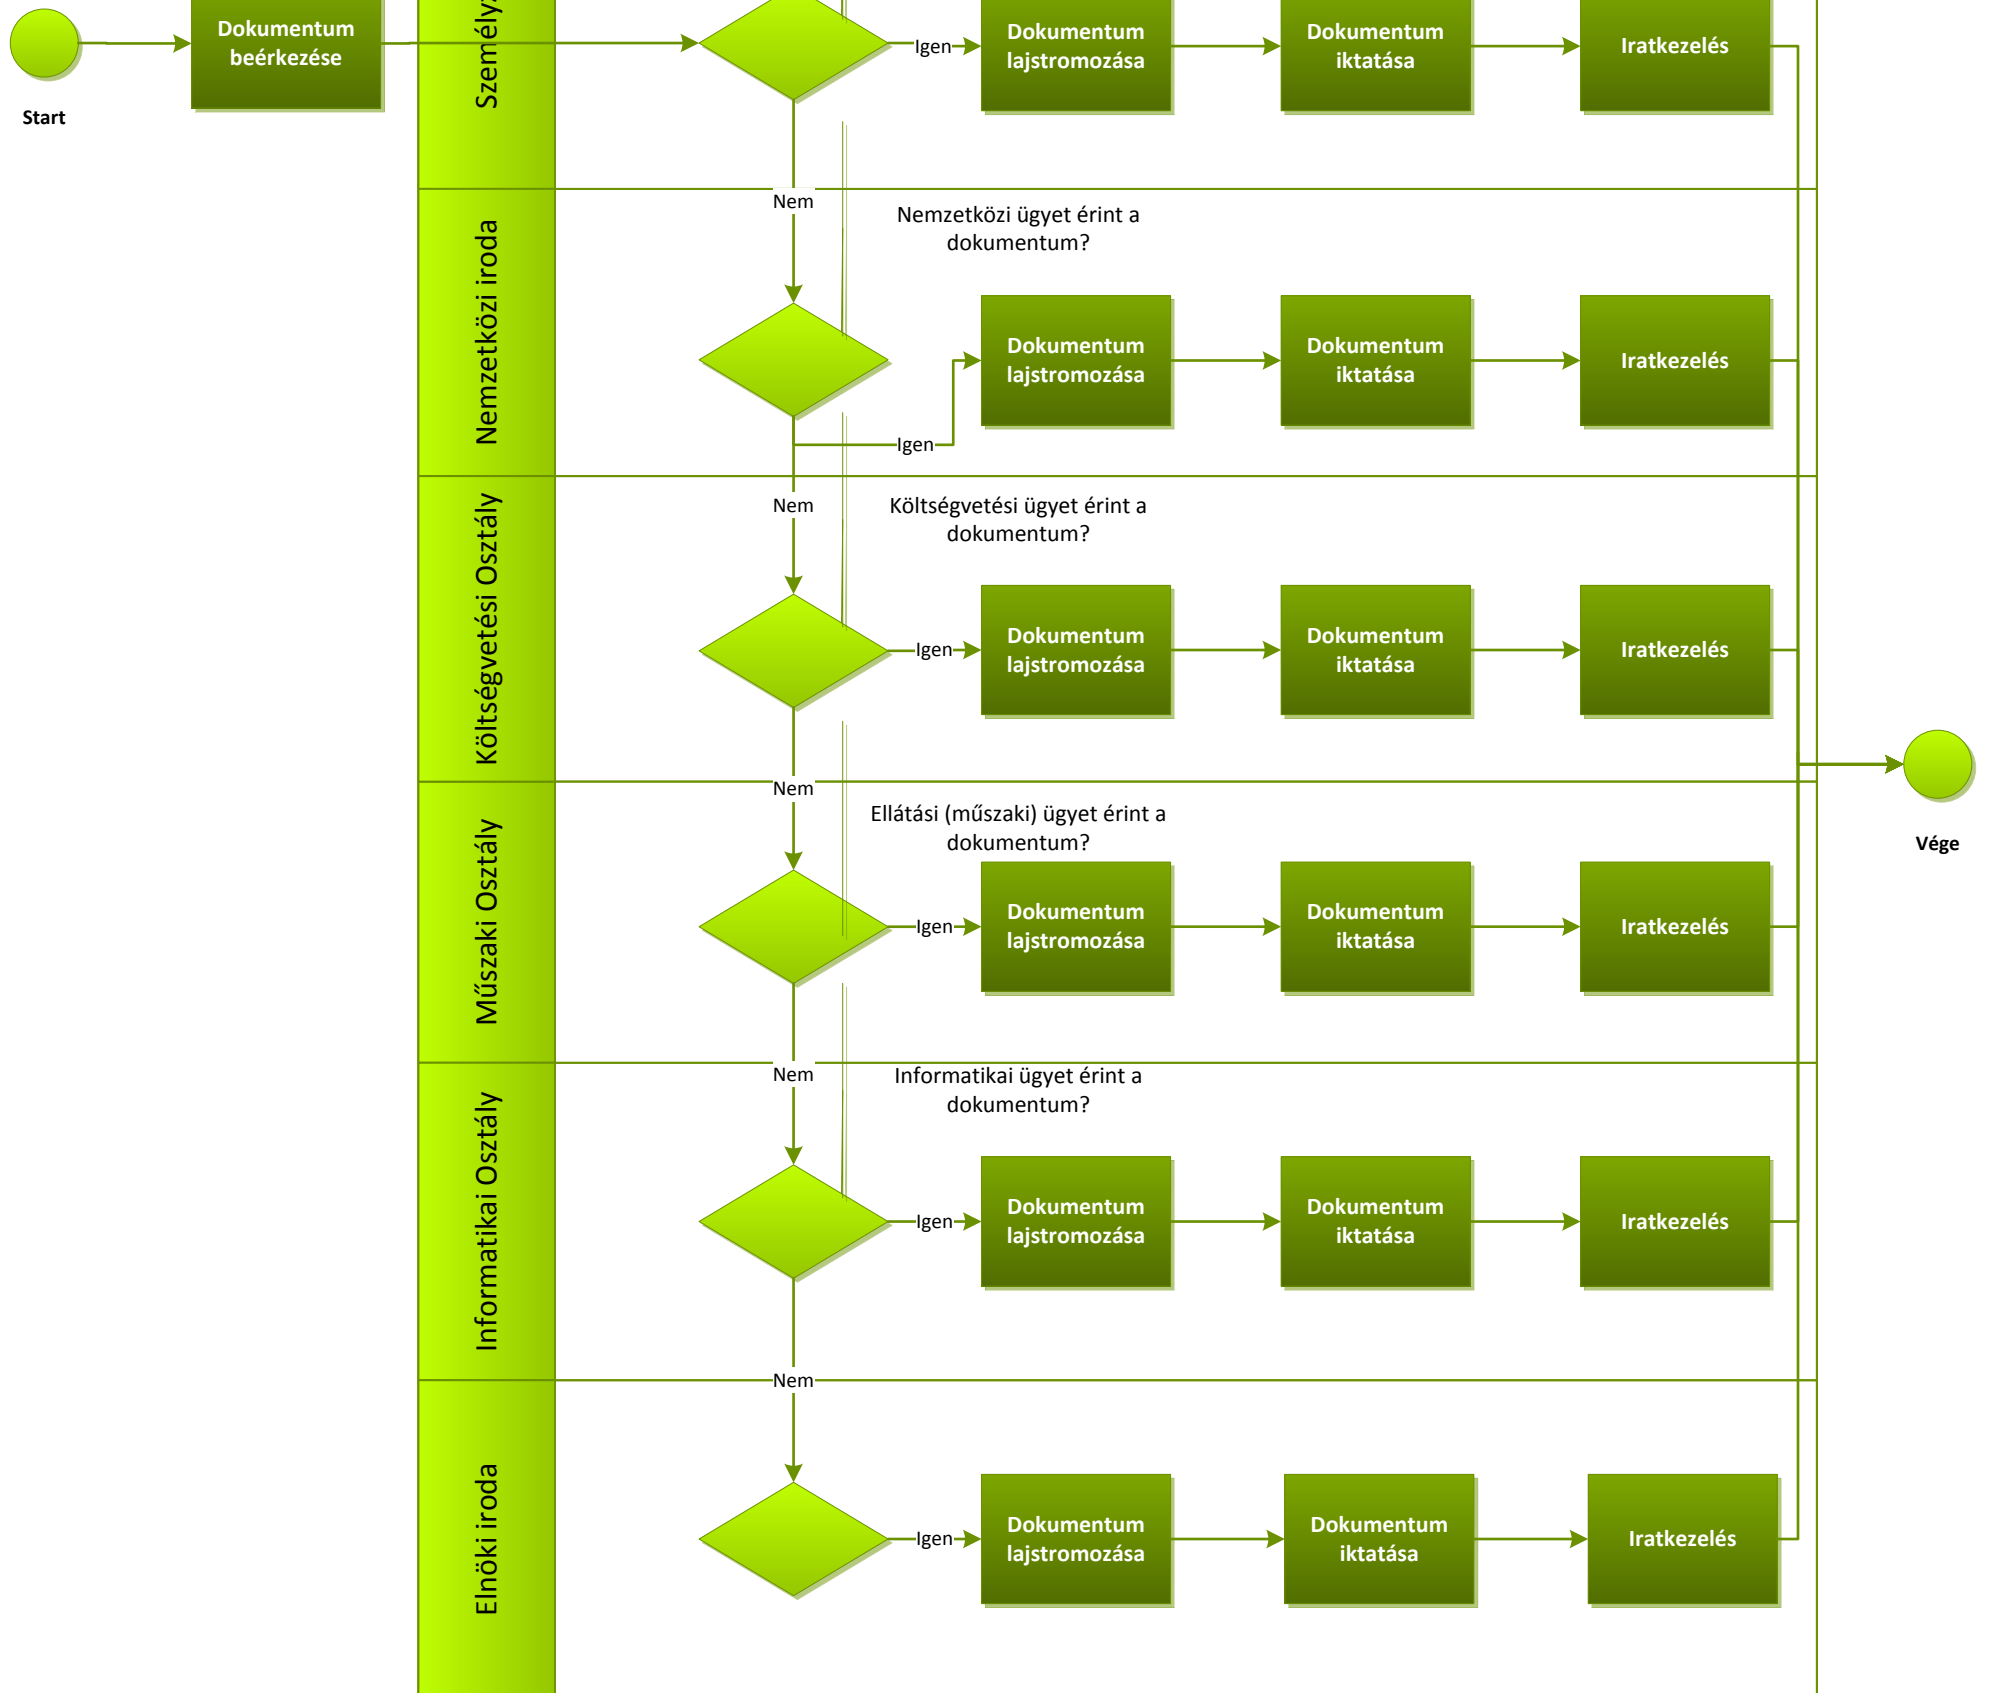 Start
Dokumentum
beérkezése
Igen
Dokumentum
lajstromozása
Dokumentum
iktatása
Iratkezelés
Nem
Nemzetközi iroda
Nemzetközi ügyet érint a
dokumentum?
Igen
Dokumentum
lajstromozása
Dokumentum
iktatása
Iratkezelés
Nem
Költségvetési Osztály
Költségvetési ügyet érint a
dokumentum?
Igen
Dokumentum
lajstromozása
Dokumentum
iktatása
Iratkezelés
Nem
Műszaki Osztály
Ellátási (műszaki) ügyet érint a
dokumentum?
Igen
Dokumentum
lajstromozása
Dokumentum
iktatása
Iratkezelés
Vége
Nem
Informatikai Osztály
Informatikai ügyet érint a
dokumentum?
Igen
Dokumentum
lajstromozása
Dokumentum
iktatása
Iratkezelés
Nem
Elnöki iroda
Igen
Dokumentum
lajstromozása
Dokumentum
iktatása
Iratkezelés